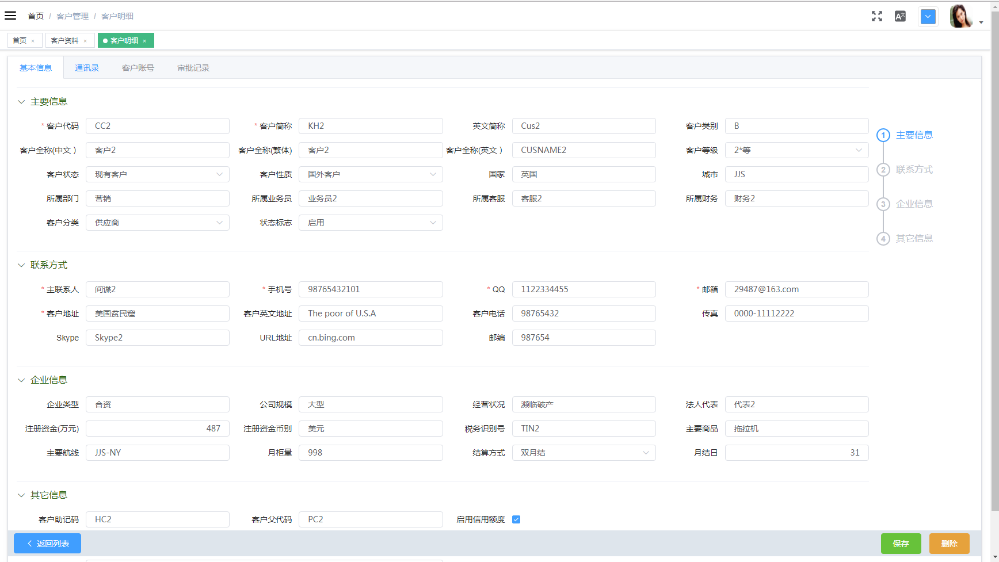 首页 / 客户管理 / 客户明细
首页 × 客户资料 × 客户明细 ×
基本信息 通讯录 客户账号 审批记录
主要信息
* 客户代码 CC2 * 客户简称 KH2 英文简称 Cus2 客户类别 B
客户全称(中文） 客户2 客户全称(繁体) 客户2 客户全称(英文） CUSNAME2 客户等级 2*等
客户状态 现有客户 客户性质 国外客户 国家 英国 城市 JJS
所属部门 营销 所属业务员 业务员2 所属客服 客服2 所属财务 财务2
客户分类 供应商 状态标志 启用
1 主要信息
2 联系方式
3 企业信息
4 其它信息
联系方式
* 主联系人 间谍2 * 手机号 98765432101 * QQ 1122334455 * 邮箱 29487@163.com
* 客户地址 美国贫民窟 客户英文地址 The poor of U.S.A 客户电话 98765432 传真 0000-11112222
Skype Skype2 URL地址 cn.bing.com 邮编 987654
企业信息
企业类型 合资 公司规模 大型 经营状况 濒临破产 法人代表 代表2
注册资金(万元) 487 注册资金币别 美元 税务识别号 TIN2 主要商品 拖拉机
主要航线 JJS-NY 月柜量 998 结算方式 双月结 月结日 31
其它信息
客户助记码 HC2 客户父代码 PC2 启用信用额度
返回列表 保存 删除